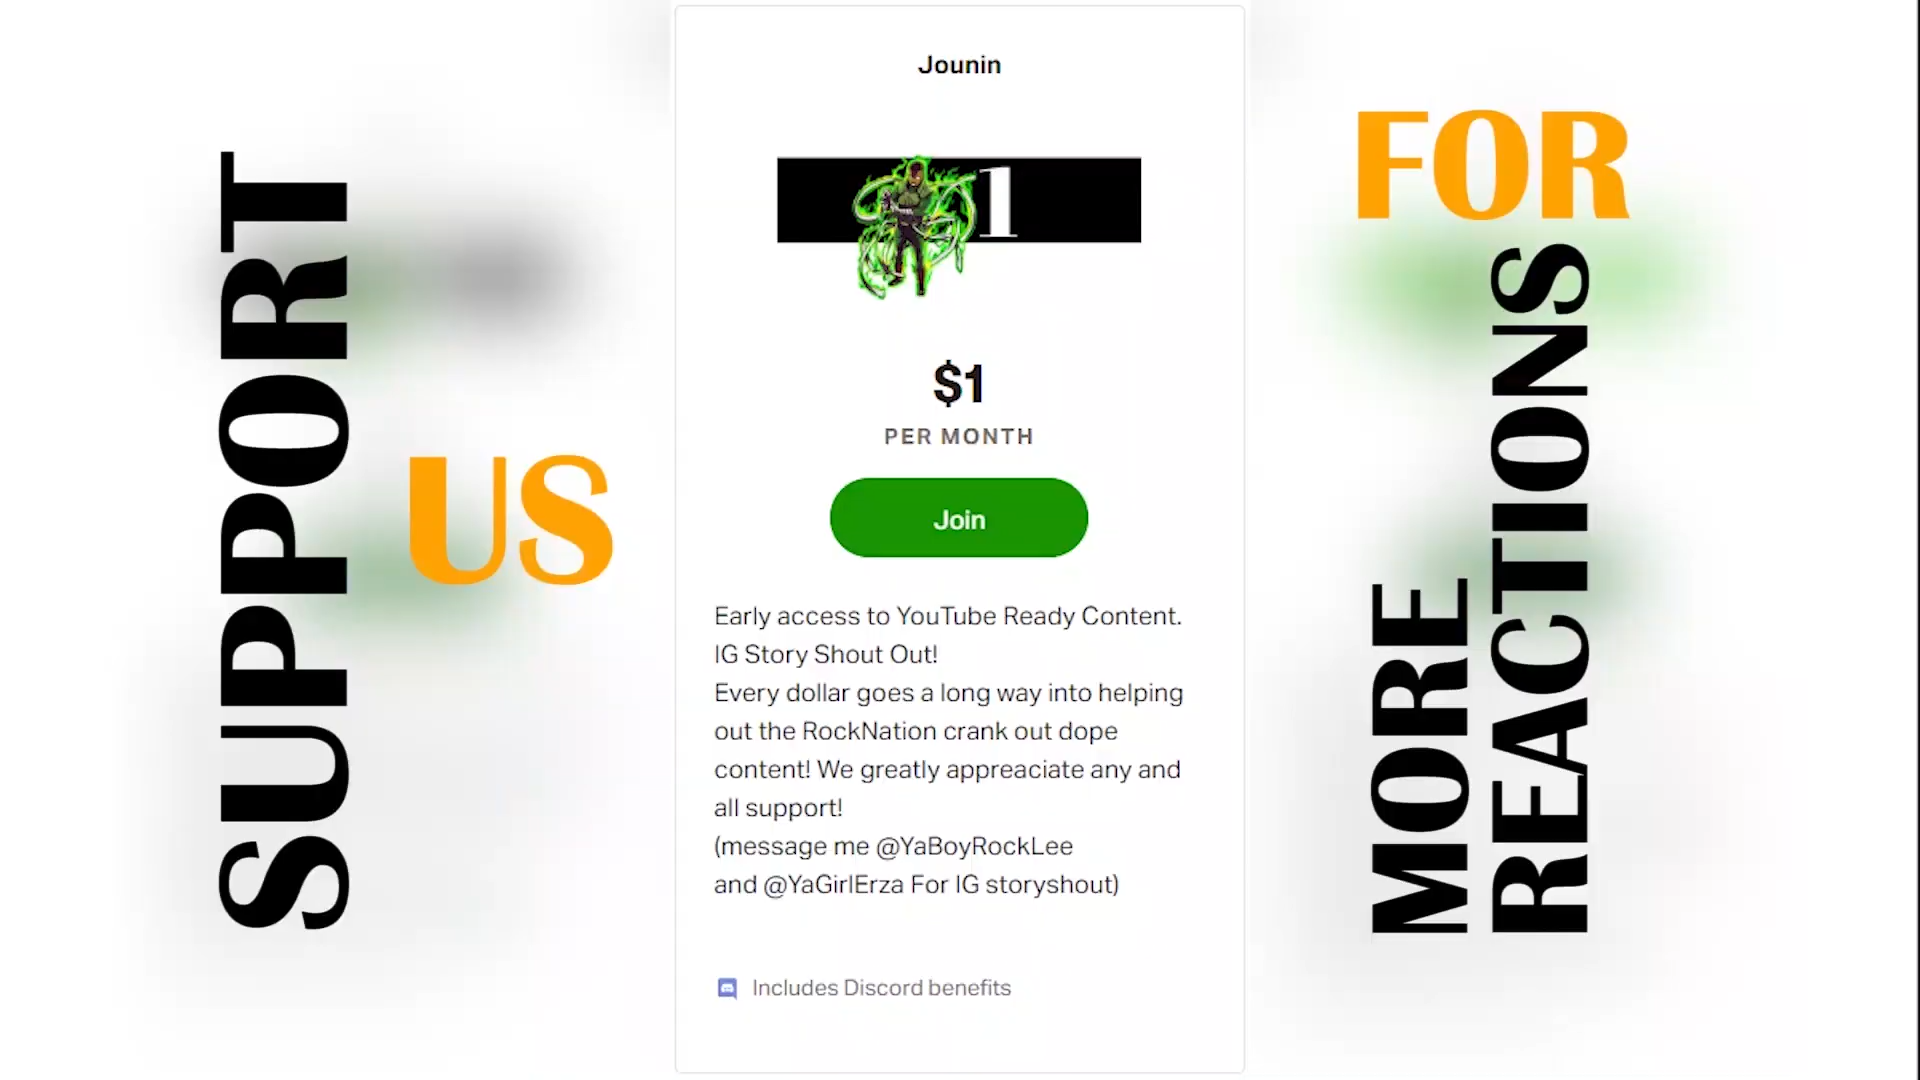 SUPPORT
US
Jounin
1
$1
PER MONTH
Join
Early access to YouTube Ready Content.
IG Story Shout Out!
Every dollar goes a long way into helping
out the RockNation crank out dope
content! We greatly appreaciate any and
all support!
(message me @YaBoyRockLee
and @YaGirlErza For IG storyshout)
Includes Discord benefits
FOR
MORE
REACTIONS